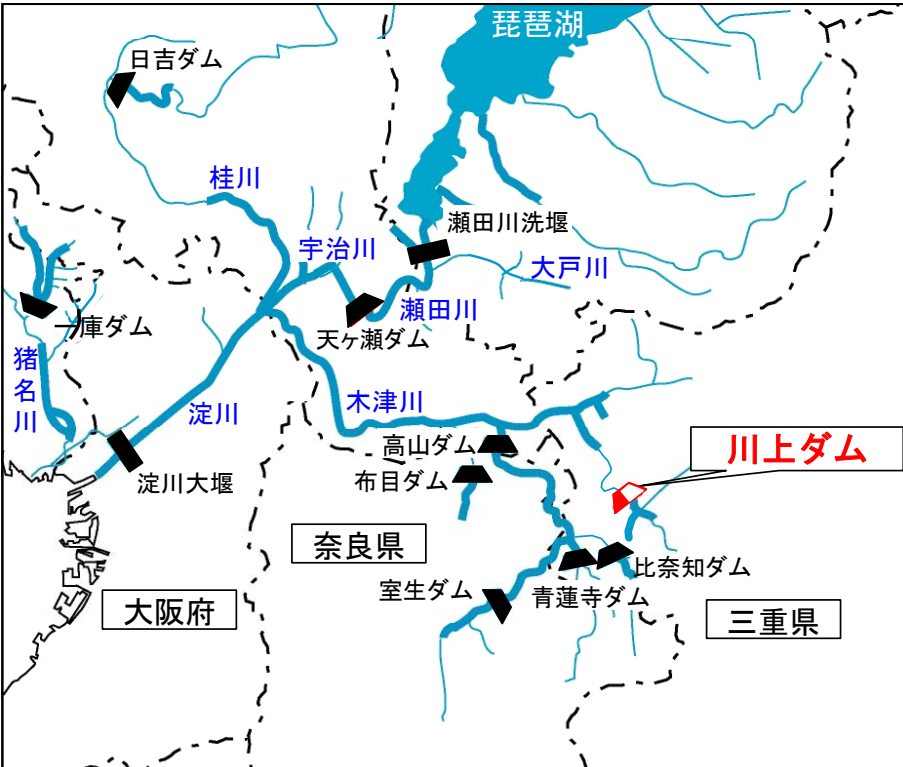 琵琶湖
日吉ダム
桂川
宇治川
瀬田川洗堰
大戸川
瀬田川
天ヶ瀬ダム
一庫ダム
猪名川
淀川
木津川
高山ダム
川上ダム
布目ダム
淀川大堰
奈良県
比奈知ダム
室生ダム
青蓮寺ダム
大阪府
三重県